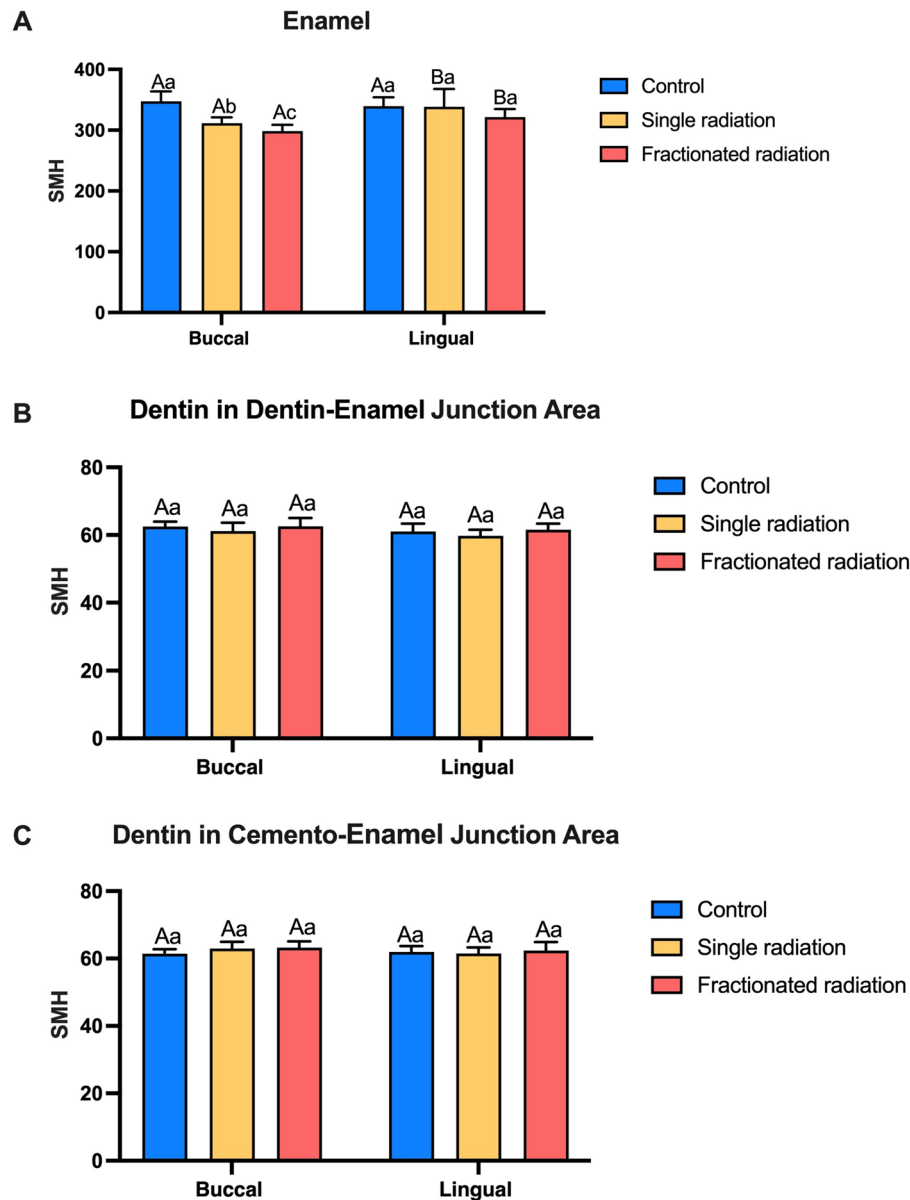 A
Enamel
400
300
200
100
0
SMH
Aa
Ab
Ac
Aa
Ba
Ba
Buccal
Lingual
Control
Single radiation
Fractionated radiation
B
Dentin in Dentin-Enamel Junction Area
80
60
40
20
0
SMH
Aa
Aa
Aa
Aa
Aa
Aa
Buccal
Lingual
Control
Single radiation
Fractionated radiation
C
Dentin in Cemento-Enamel Junction Area
80
60
40
20
0
SMH
Aa
Aa
Aa
Aa
Aa
Aa
Buccal
Lingual
Control
Single radiation
Fractionated radiation